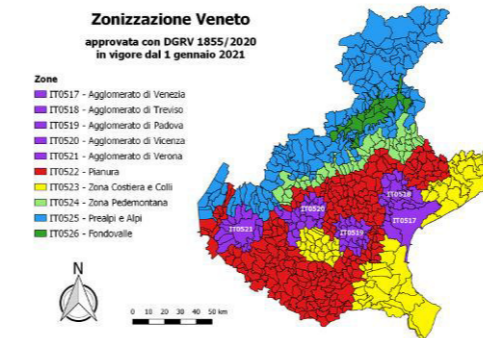 Zonizzazione Veneto
approvata con DGRV 1855/2020
in vigore dal 1 gennaio 2021
Zone
IT0517 - Agglomerato di Venezia
IT0518 - Agglomerato di Treviso
IT0519 - Agglomerato di Padova
IT0520 - Agglomerato di Vicenza
IT0521 - Agglomerato di Verona
IT0522 - Pianura
IT0523 - Zona Costiera e Colli
IT0524 - Zona Pedemontana
IT0525 - Prealpi e Alpi
IT0526 - Fondovalle
IT0518
IT0520
IT0517
IT0521
IT0519
N
0 10 20 30 40 50 km